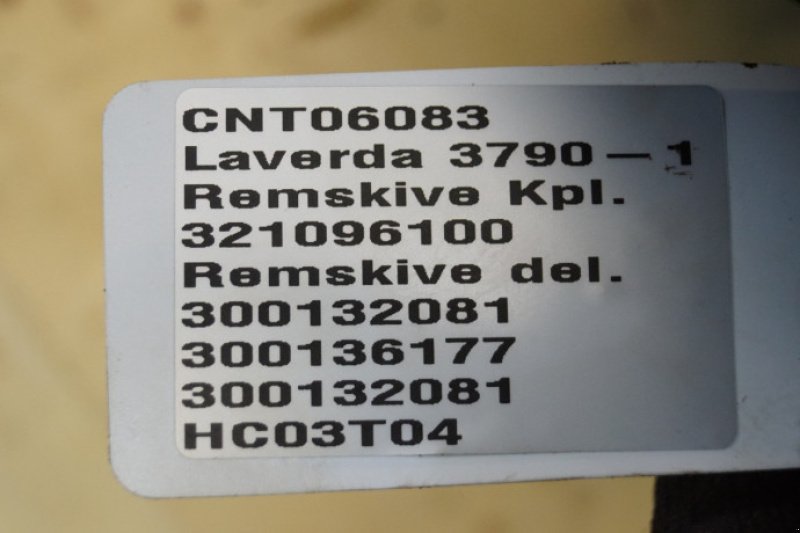 CNT06083
Laverda 3790-1
Remskive Kpl.
321096100
Remskive del.
300132081
300136177
300132081
HC03T04